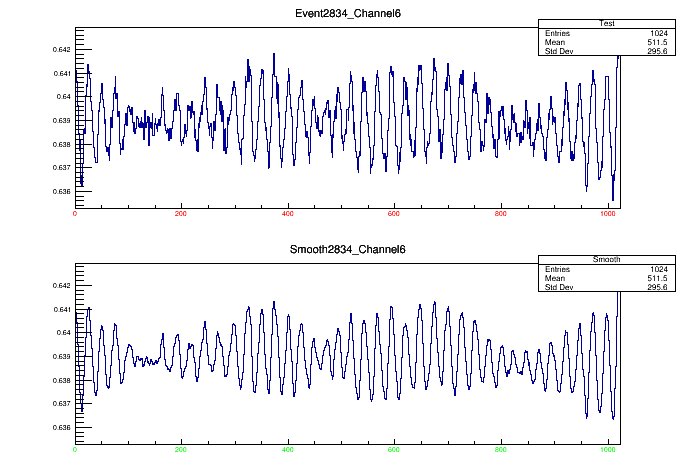 Event2834_Channel6
Test
Entries 1024
Mean 511.5
Std Dev 295.6
0.642
0.641
0.64
0.639
0.638
0.637
0.636
0 200 400 600 800 1000
Smooth2834_Channel6
Smooth
Entries 1024
Mean 511.5
Std Dev 295.6
0.642
0.641
0.64
0.639
0.638
0.637
0.636
0 200 400 600 800 1000